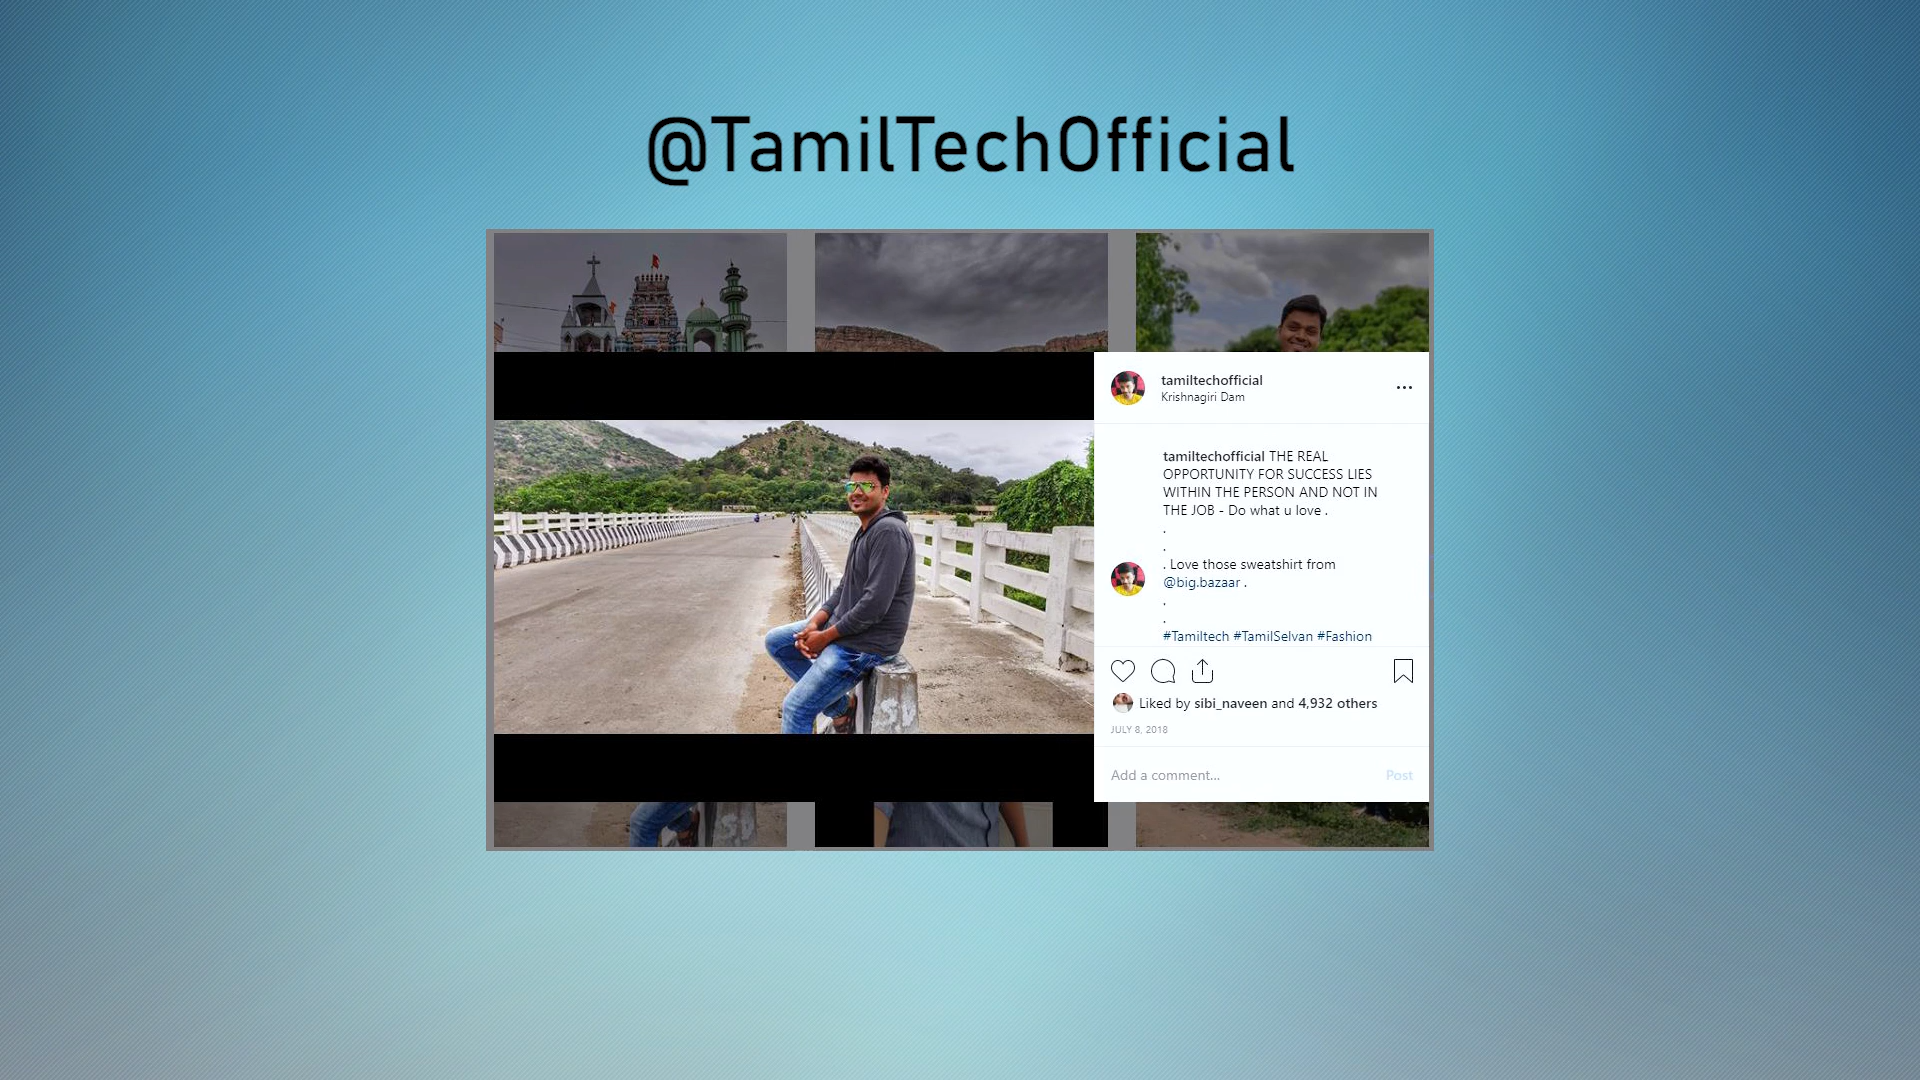 @TamilTechOfficial
tamiltechofficial
Krishnagiri Dam
tamiltechofficial THE REAL
OPPORTUNITY FOR SUCCESS LIES
WITHIN THE PERSON AND NOT IN
THE JOB - Do what u love .
.
.
. Love those sweatshirt from
@big.bazaar .
.
.
#Tamiltech #TamilSelvan #Fashion
Liked by sibi_naveen and 4,932 others
JULY 8, 2018
Add a comment... Post